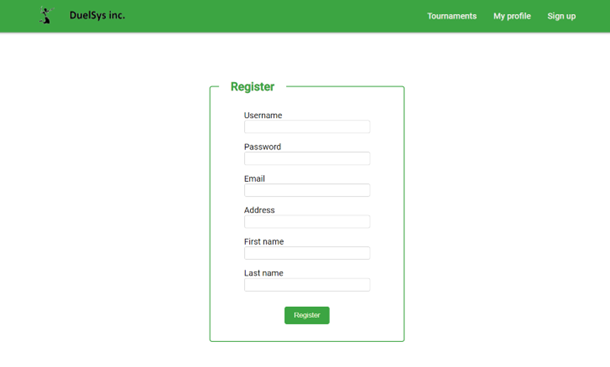 DuelSys inc. Tournaments My profile Sign up
Register
Username
Password
Email
Address
First name
Last name
Register